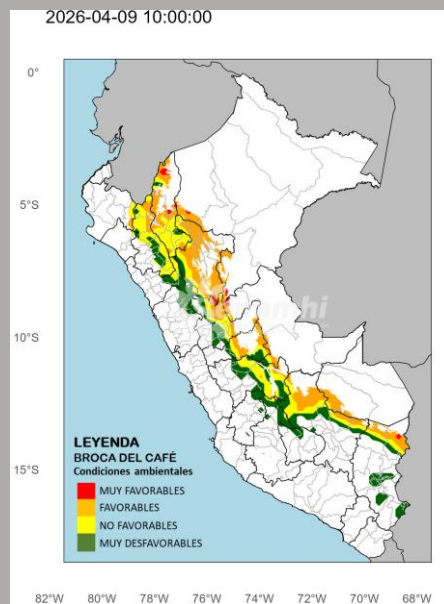 2026-04-09 10:00:00
0°
5°S
10°S
15°S
senamhi
LEYENDA
BROCA DEL CAFÉ
Condiciones ambientales
MUY FAVORABLES
FAVORABLES
NO FAVORABLES
MUY DESFAVORABLES
82°W 80°W 78°W 76°W 74°W 72°W 70°W 68°W